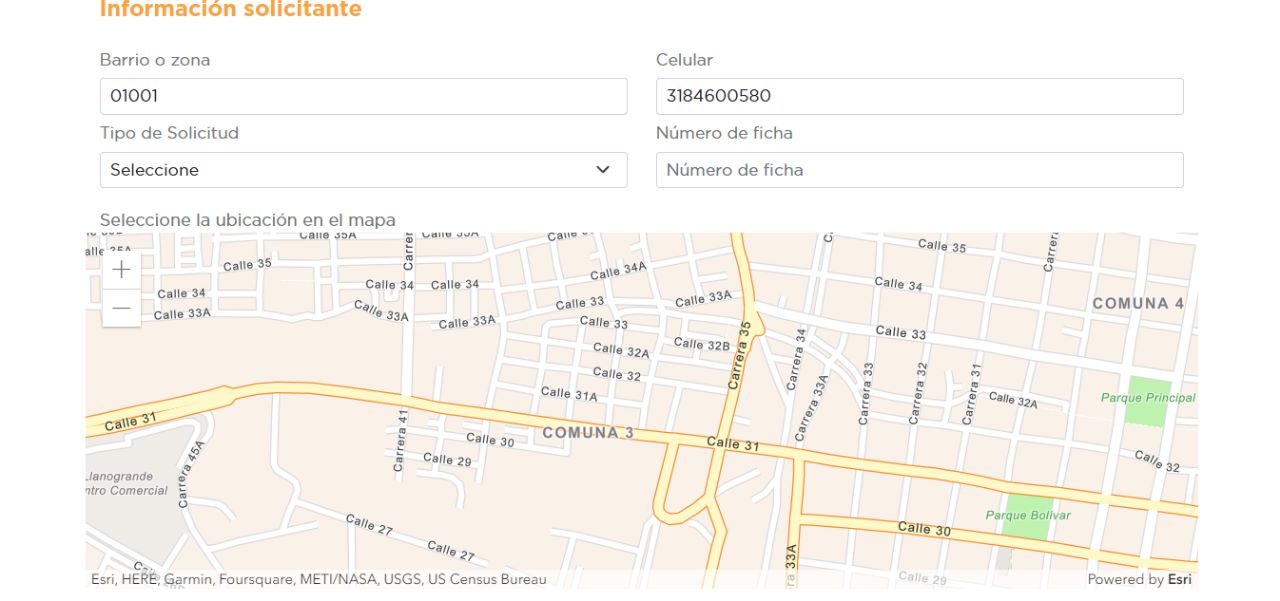 Información solicitante
Barrio o zona
Celular
01001
3184600580
Tipo de Solicitud
Número de ficha
Seleccione
Número de ficha
Seleccione la ubicación en el mapa
Calle 35A
Calle 35
Calle 35
Calle 34A
Calle 34
Calle 34
Calle 34
Calle 34
COMUNA 4
Calle 33A
Calle 33A
Calle 33A
Calle 33
Calle 33A
Calle 33
Calle 33
Calle 32A
Calle 32B
Carrera 35
Carrera 34
Calle 32
Carrera 33A
Carrera 33
Carrera 32
Carrera 31
Calle 31A
Calle 32A
Parque Principal
Calle 31
Carrera 41
Calle 30
COMUNA 3
Calle 31
Calle 29
Calle 32
Carrera 45A
Llanogrande
Comercial
Parque Bolívar
Calle 27
Calle 30
Calle 27
Calle 29
Esri, HERE, Garmin, Foursquare, METI/NASA, USGS, US Census Bureau
Powered by Esri